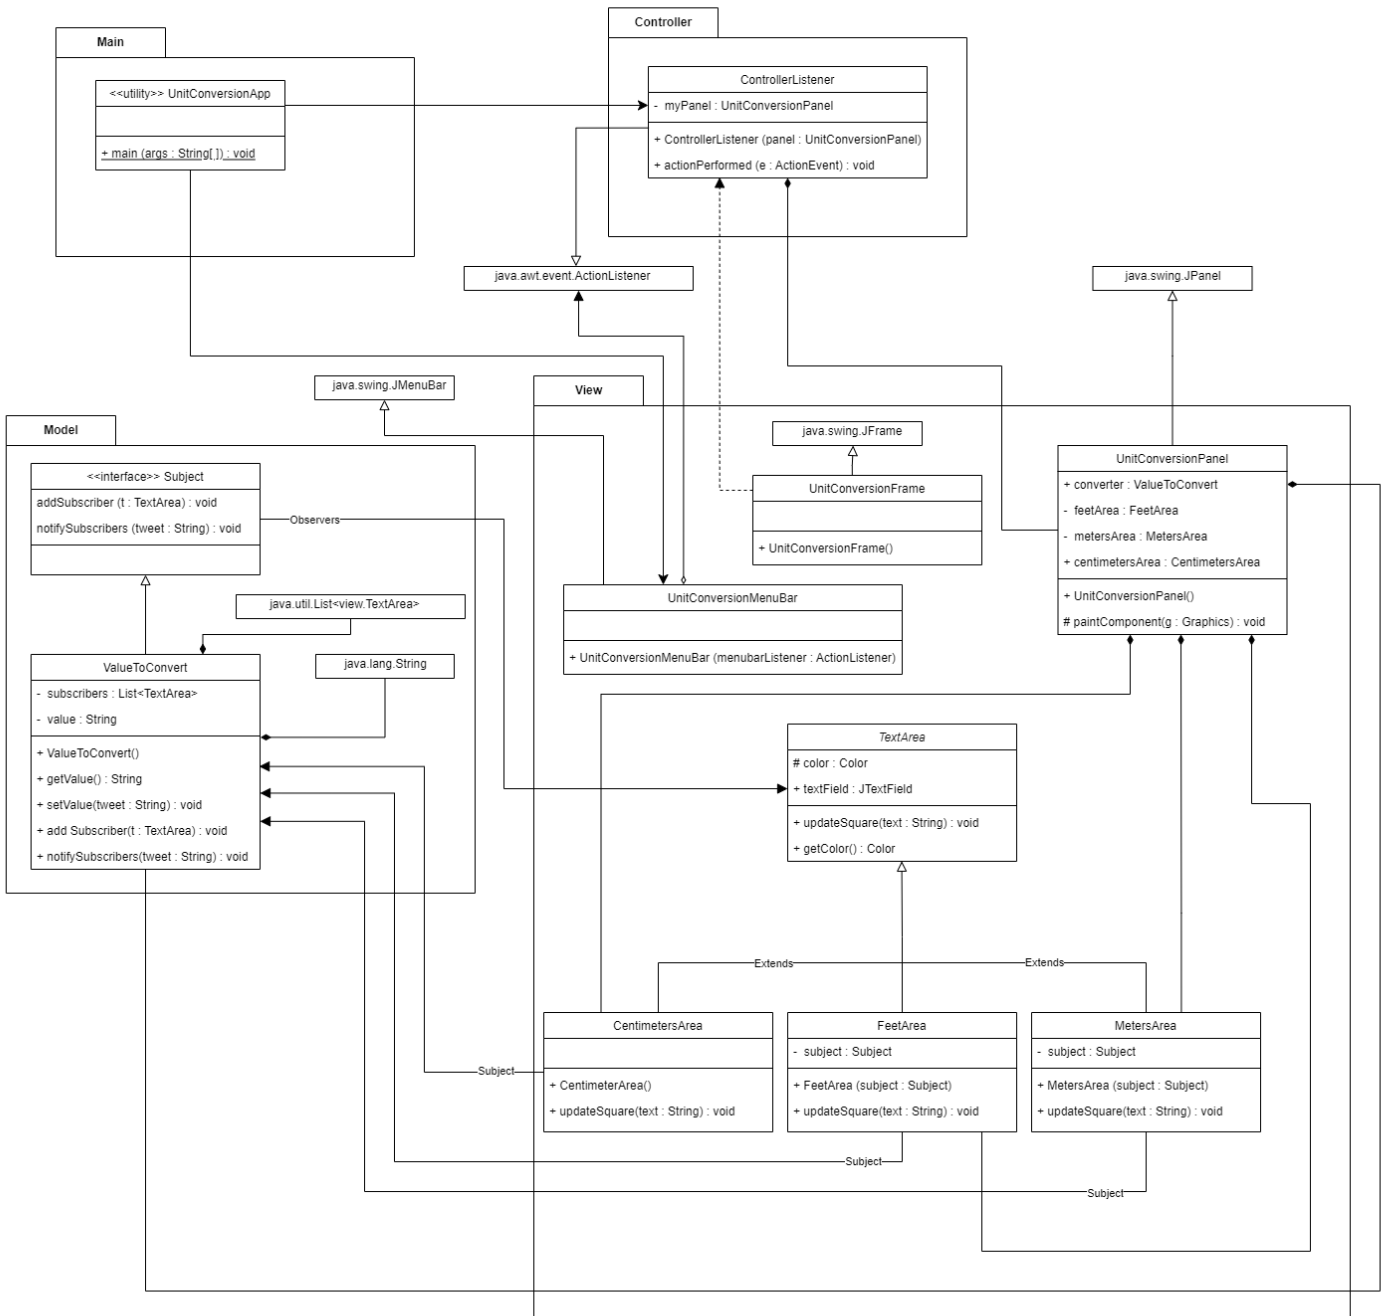 Controller
Main
ControllerListener
- myPanel : UnitConversionPanel
+ ControllerListener (panel : UnitConversionPanel)
+ actionPerformed (e : ActionEvent) : void
<<utility>> UnitConversionApp
+ main (args : String[ ]) : void
java.awt.event.ActionListener
java.swing.JPanel
java.swing.JMenuBar
View
Model
java.swing.JFrame
<<interface>> Subject
addSubscriber (t : TextArea) : void
notifySubscribers (tweet : String) : void
Observers
UnitConversionFrame
+ UnitConversionFrame()
UnitConversionPanel
+ converter : ValueToConvert
- feetArea : FeetArea
- metersArea : MetersArea
+ centimetersArea : CentimetersArea
+ UnitConversionPanel()
# paintComponent(g : Graphics) : void
java.util.List<view.TextArea>
UnitConversionMenuBar
+ UnitConversionMenuBar (menubarListener : ActionListener)
java.lang.String
ValueToConvert
- subscribers : List<TextArea>
- value : String
+ ValueToConvert()
+ getValue() : String
+ setValue(tweet : String) : void
+ add Subscriber(t : TextArea) : void
+ notifySubscribers(tweet : String) : void
TextArea
# color : Color
+ textField : JTextField
+ updateSquare(text : String) : void
+ getColor() : Color
Extends
Extends
CentimetersArea
+ CentimeterArea()
+ updateSquare(text : String) : void
FeetArea
- subject : Subject
+ FeetArea (subject : Subject)
+ updateSquare(text : String) : void
MetersArea
- subject : Subject
+ MetersArea (subject : Subject)
+ updateSquare(text : String) : void
Subject
Subject
Subject